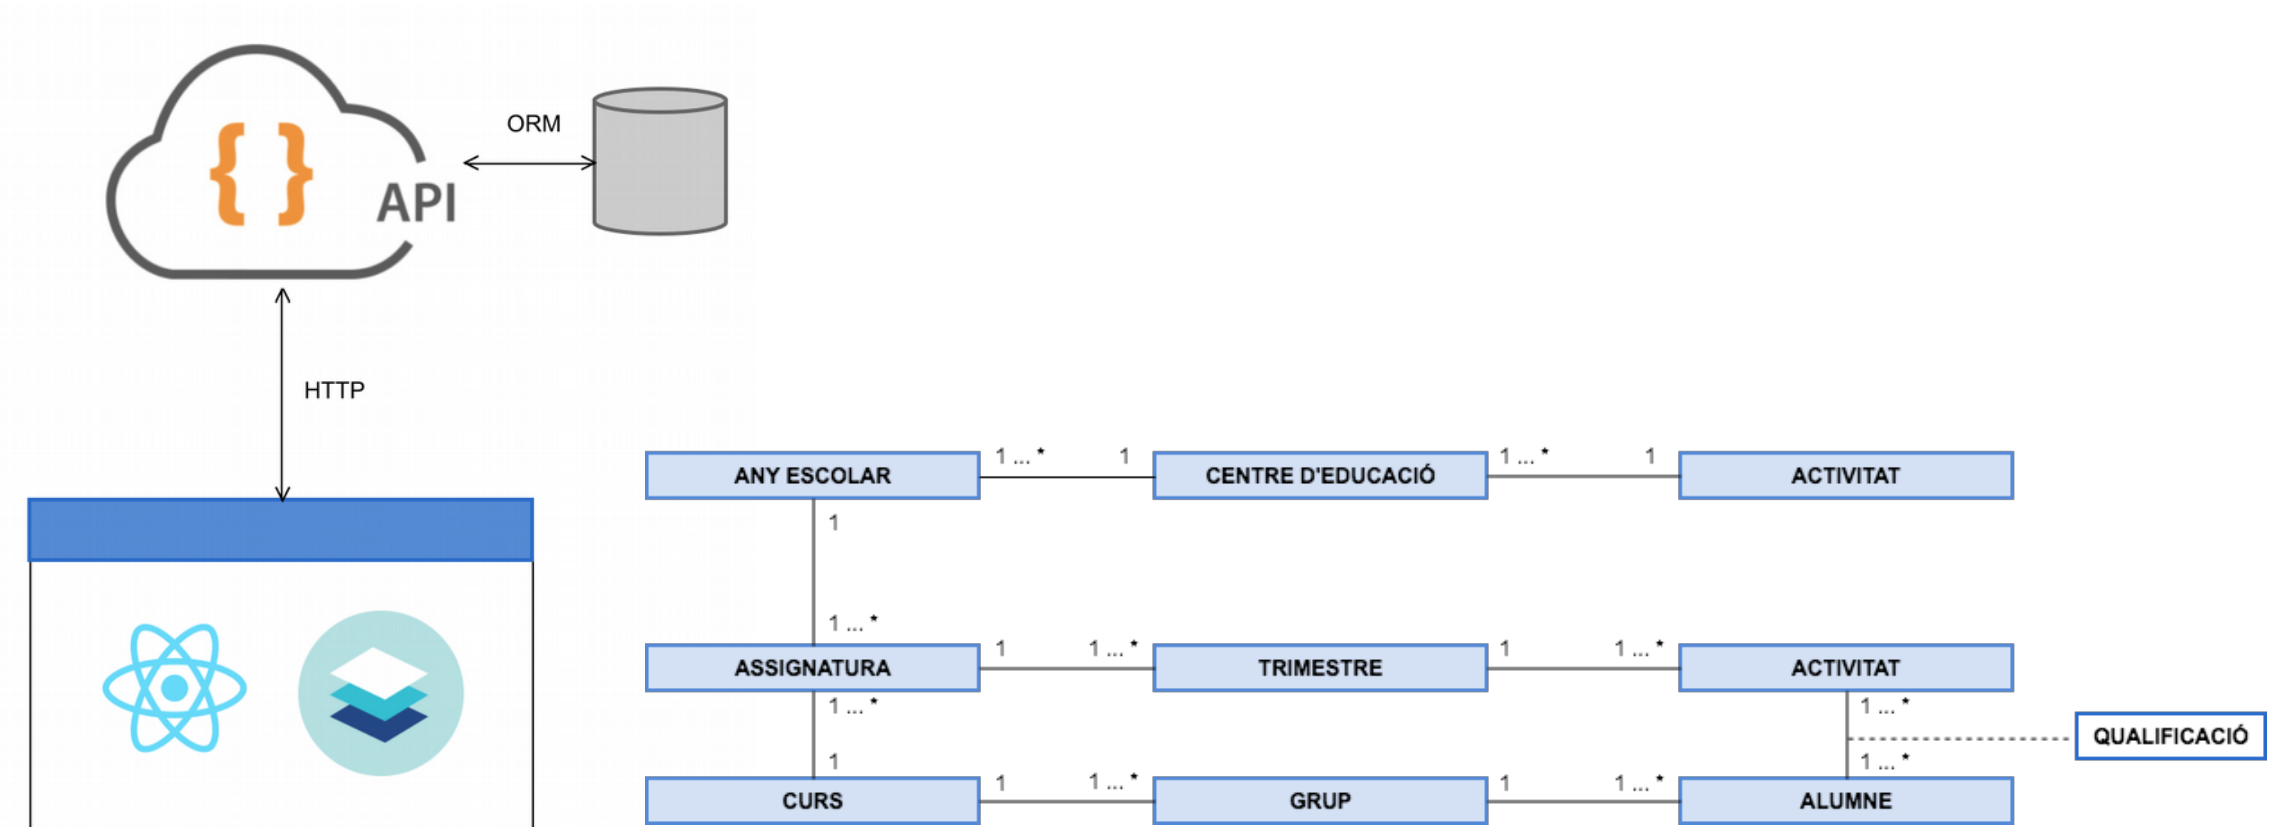 ORM
API
HTTP
1 ... * 1 1 ... * 1
ANY ESCOLAR CENTRE D'EDUCACIÓ ACTIVITAT
1
1 ... *
1 1 ... * 1 1 ... *
ASSIGNATURA TRIMESTRE ACTIVITAT
1 ... * 1 ... *
QUALIFICACIÓ
1 1 ... *
1 1 ... * 1 1 ... *
CURS GRUP ALUMNE